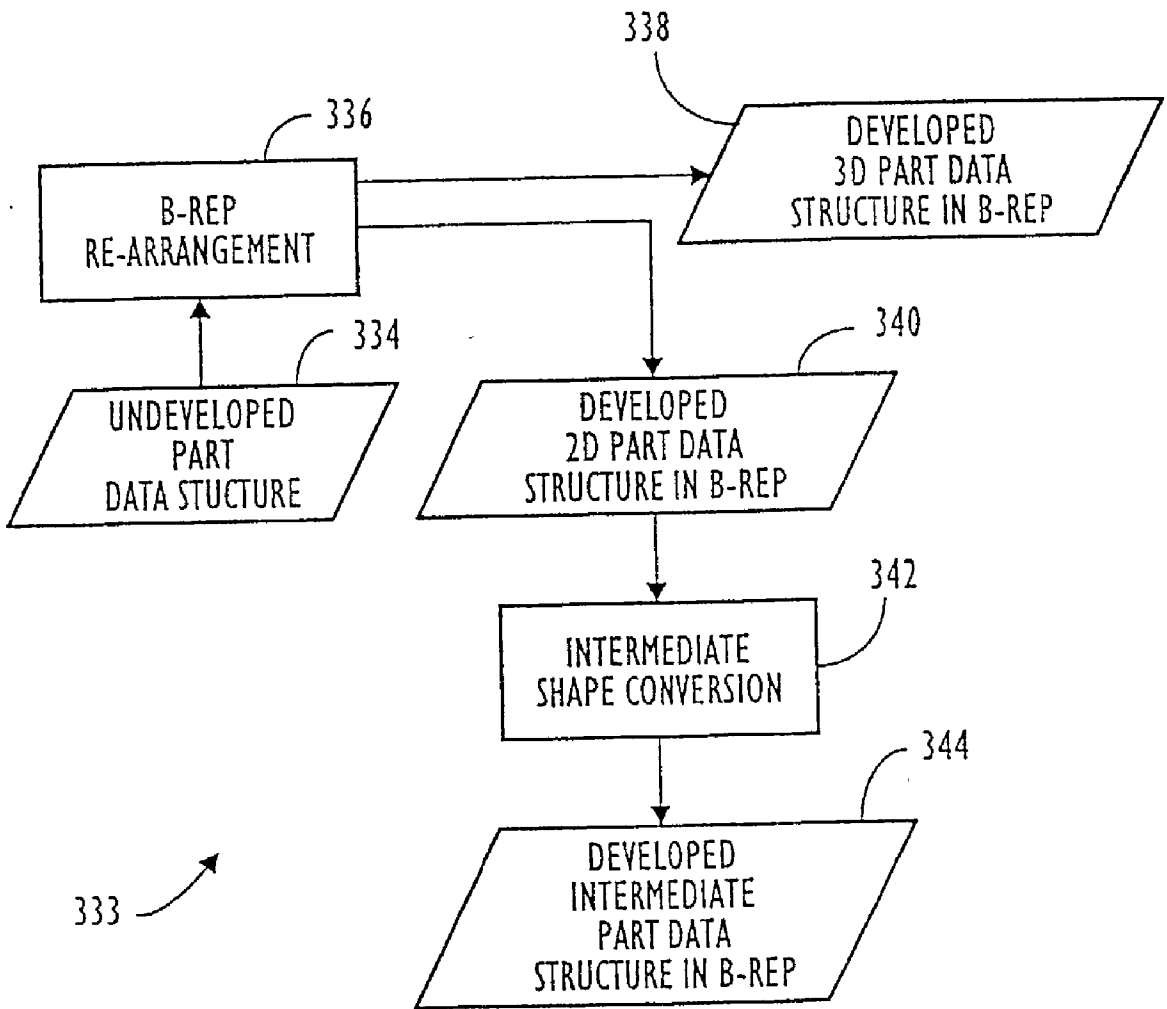 338
DEVELOPED
3D PART DATA
STRUCTURE IN B-REP
336
B-REP
RE-ARRANGEMENT
334
UNDEVELOPED
PART
DATA STUCTURE
340
DEVELOPED
2D PART DATA
STRUCTURE IN B-REP
342
INTERMEDIATE
SHAPE CONVERSION
344
DEVELOPED
INTERMEDIATE
PART DATA
STRUCTURE IN B-REP
333